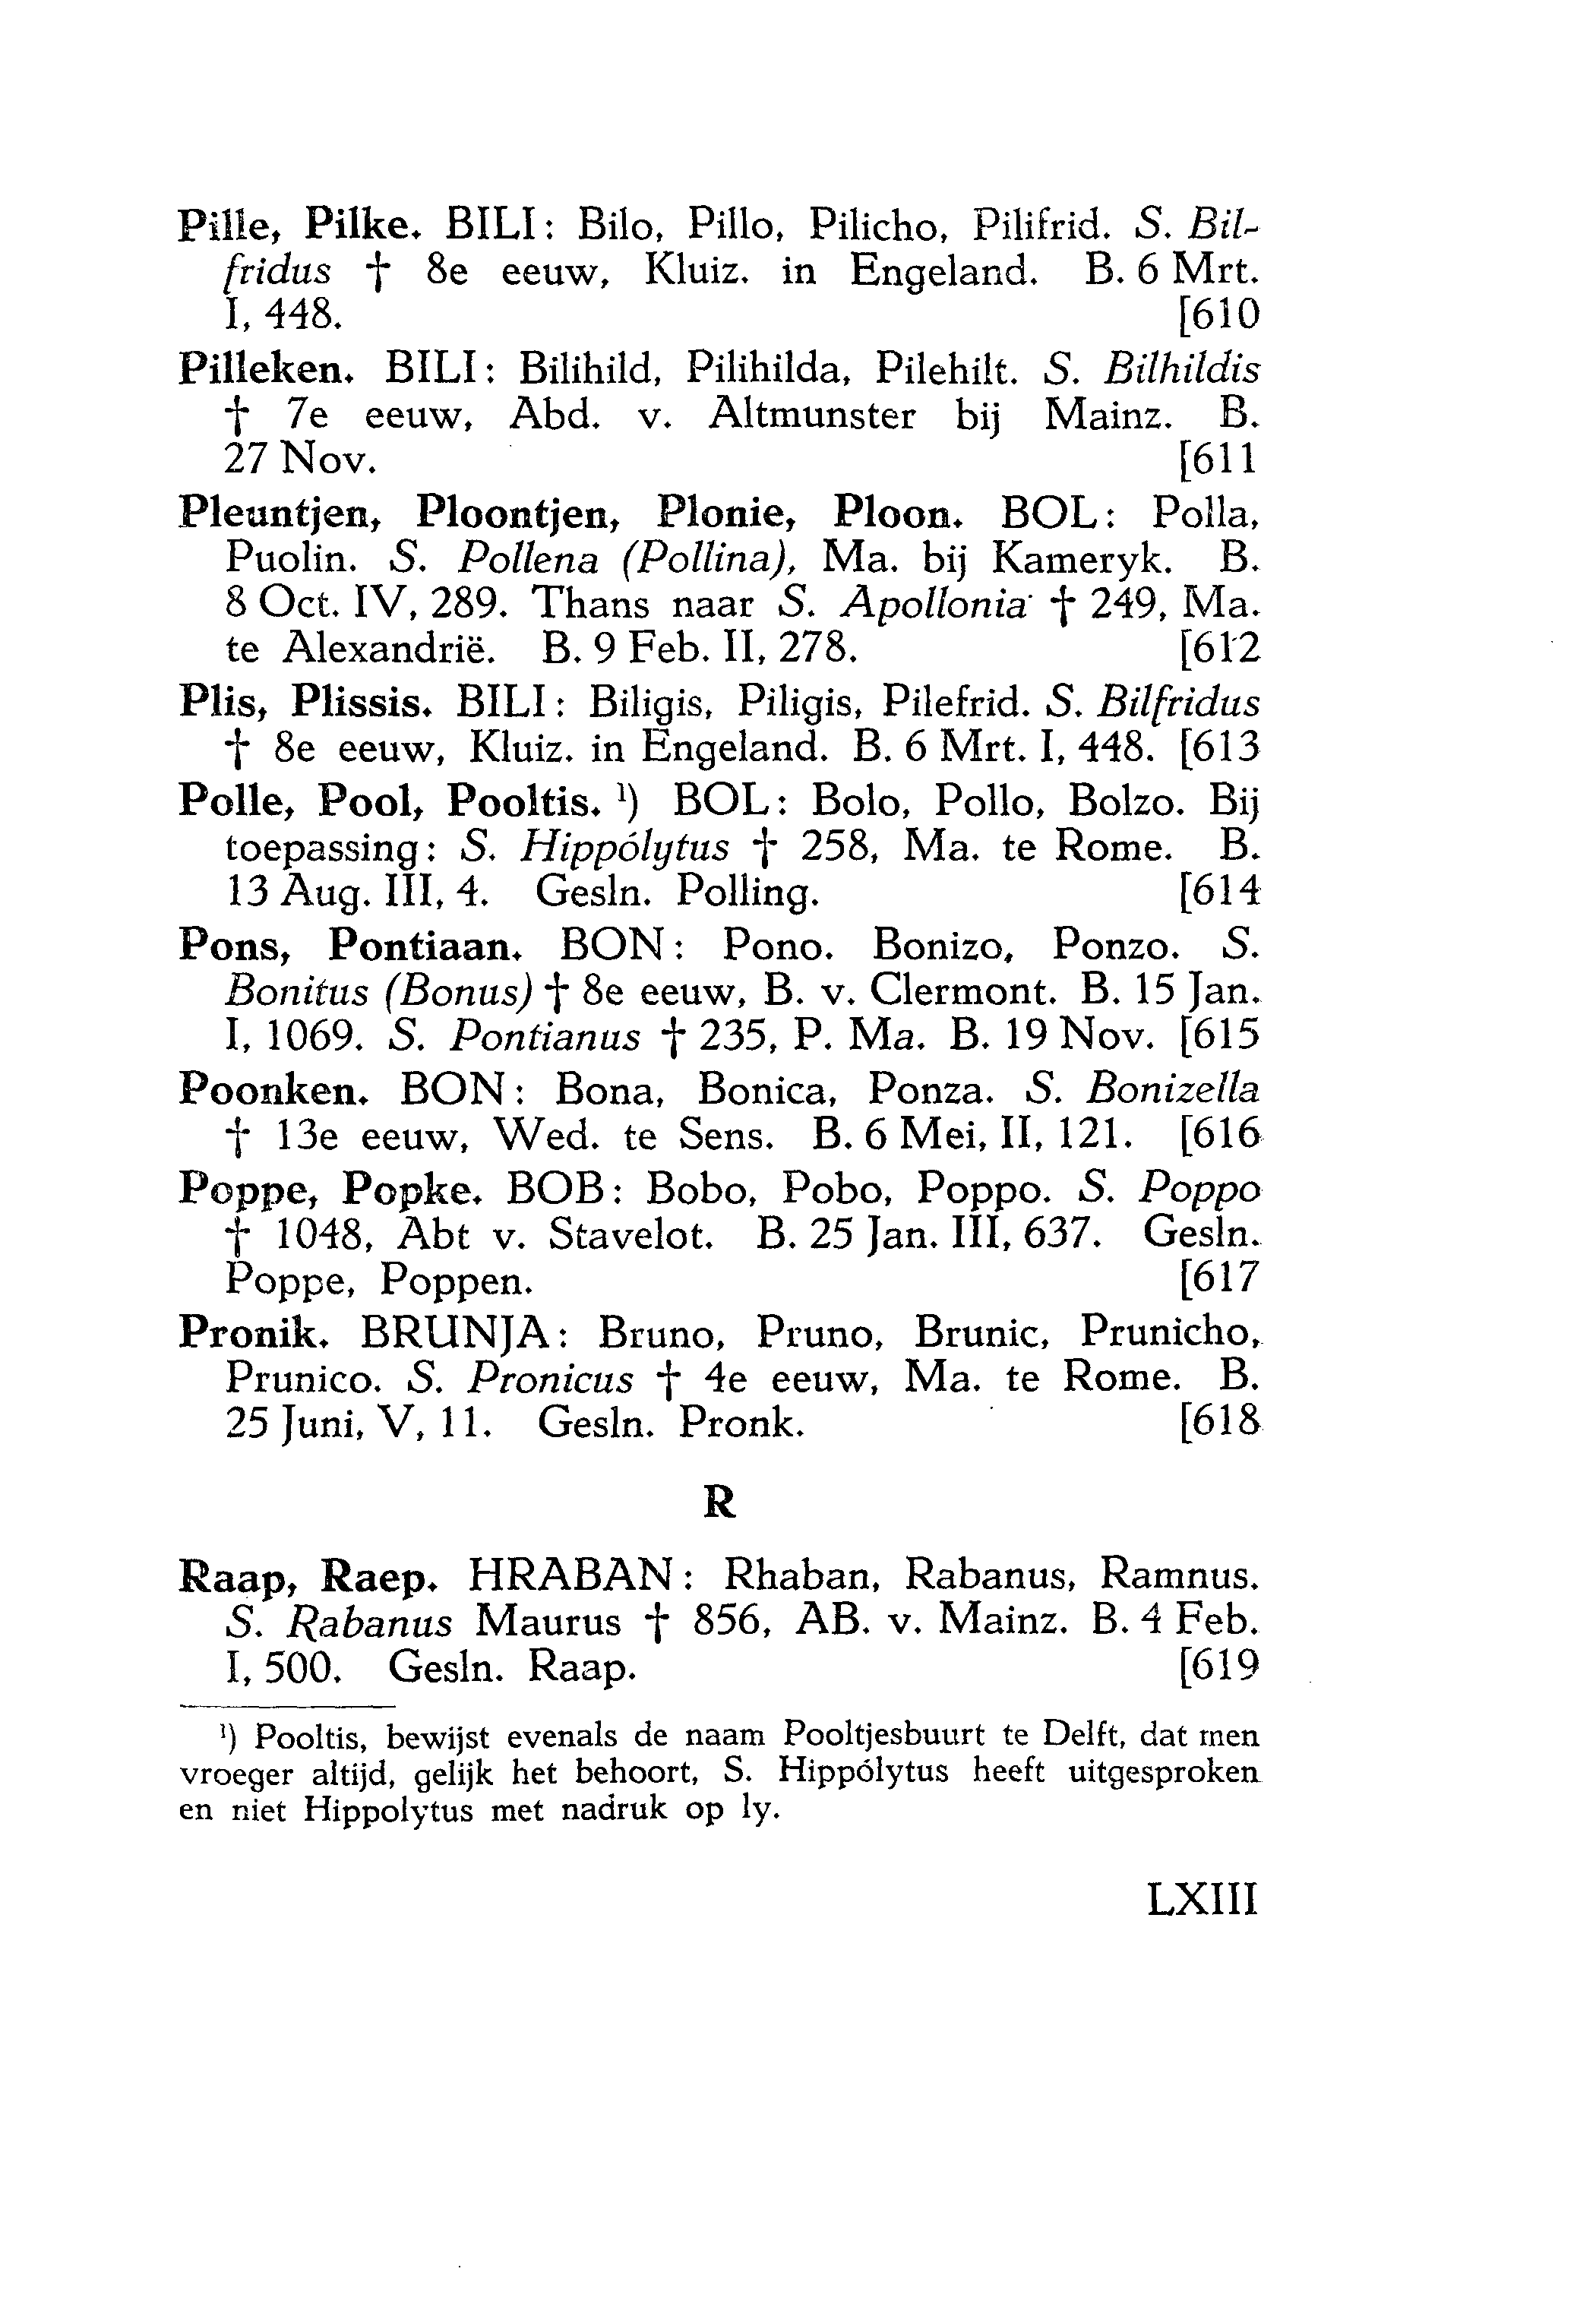 Pille, Pilke. BILI: Bilo, Pillo, Pilicho, Pilifrid. S. Bil-
fridus † 8e eeuw, Kluiz. in Engeland. B. 6 Mrt.
I, 448. [610
Pilleken. BILI: Bilihild, Pilihilda, Pilehilt. S. Bilhildis
† 7e eeuw, Abd. v. Altmunster bij Mainz. B.
27 Nov. [611
Pleuntjen, Ploontjen, Plonie, Ploon. BOL: Polla,
Puolin. S. Pollena (Pollina), Ma. bij Kameryk. B.
8 Oct. IV, 289. Thans naar S. Apollonia † 249, Ma.
te Alexandrië. B. 9 Feb. II, 278. [612
Plis, Plissis. BILI: Biligis, Piligis, Pilefrid. S. Bilfridus
† 8e eeuw, Kluiz. in Engeland. B. 6 Mrt. I, 448. [613
Polle, Pool, Pooltis. ¹) BOL: Bolo, Pollo, Bolzo. Bij
toepassing: S. Hippólytus † 258, Ma. te Rome. B.
13 Aug. III, 4. Gesln. Polling. [614
Pons, Pontiaan. BON: Pono. Bonizo, Ponzo. S.
Bonitus (Bonus) † 8e eeuw, B. v. Clermont. B. 15 Jan.
I, 1069. S. Pontianus † 235, P. Ma. B. 19 Nov. [615
Poonken. BON: Bona, Bonica, Ponza. S. Bonizella
† 13e eeuw, Wed. te Sens. B. 6 Mei, II, 121. [616
Poppe, Popke. BOB: Bobo, Pobo, Poppo. S. Poppo
† 1048, Abt v. Stavelot. B. 25 Jan. III, 637. Gesln.
Poppe, Poppen. [617
Pronik. BRUNJA: Bruno, Pruno, Brunic, Prunicho,
Prunico. S. Pronicus † 4e eeuw, Ma. te Rome. B.
25 Juni, V, 11. Gesln. Pronk. [618
R
Raap, Raep. HRABAN: Rhaban, Rabanus, Ramnus.
S. Rabanus Maurus † 856, AB. v. Mainz. B. 4 Feb.
I, 500. Gesln. Raap. [619
¹) Pooltis, bewijst evenals de naam Pooltjesbuurt te Delft, dat men
vroeger altijd, gelijk het behoort, S. Hippólytus heeft uitgesproken
en niet Hippolytus met nadruk op ly.
LXIII